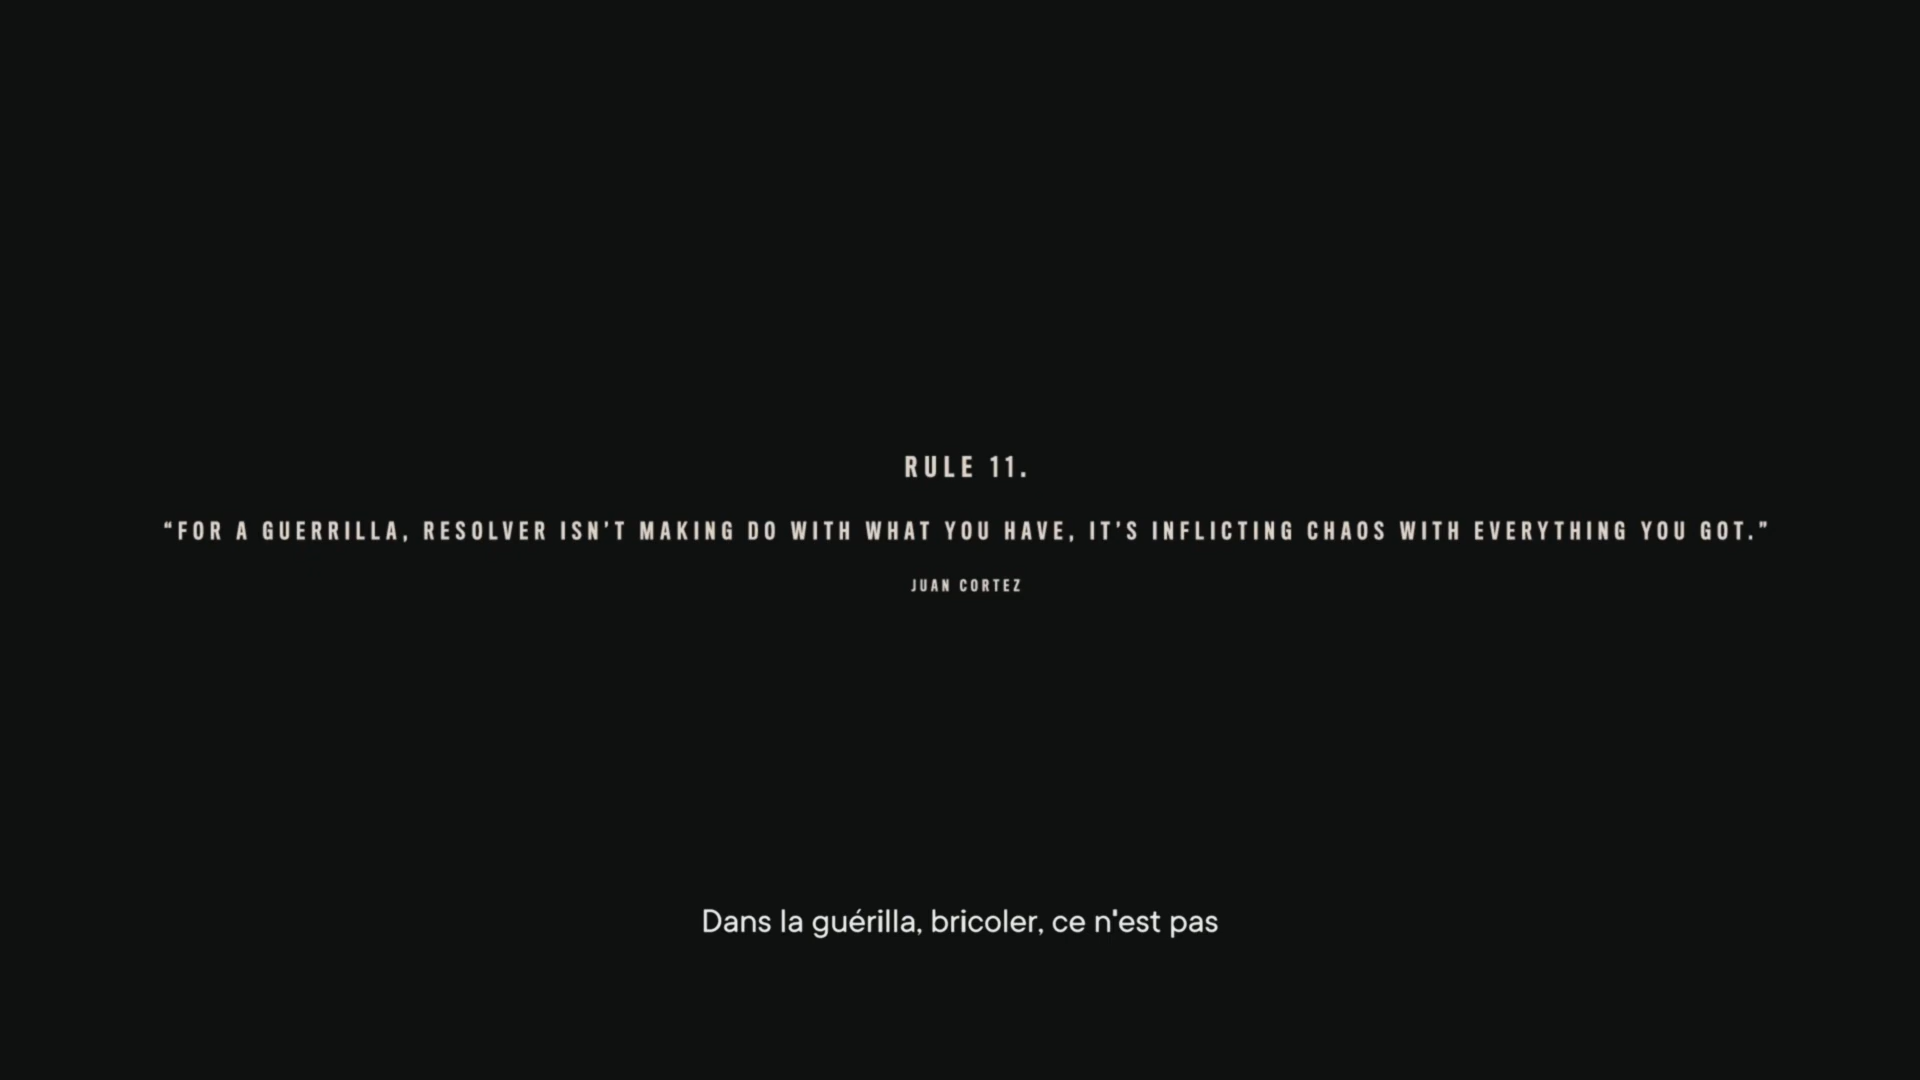 RULE 11.
“FOR A GUERRILLA, RESOLVER ISN’T MAKING DO WITH WHAT YOU HAVE, IT’S INFLICTING CHAOS WITH EVERYTHING YOU GOT.”
JUAN CORTEZ
Dans la guérilla, bricoler, ce n'est pas